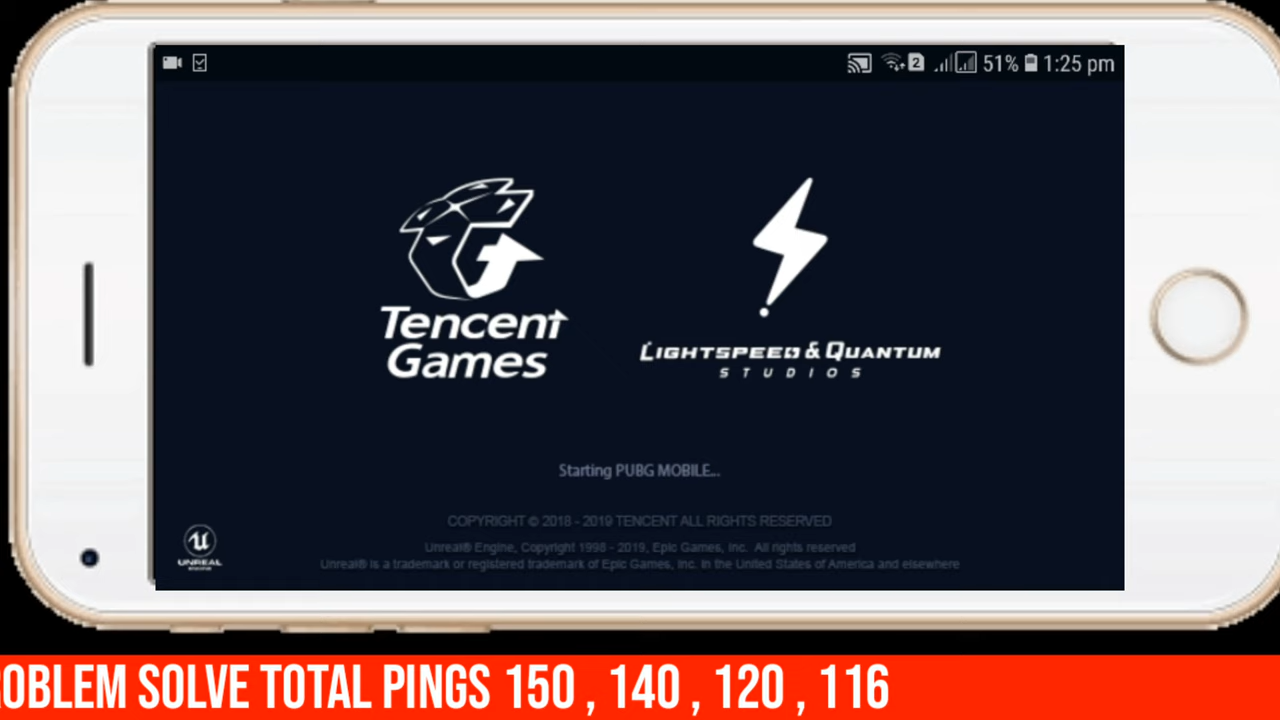 2 51% 1:25 pm
Tencent
Games
LIGHTSPEED & QUANTUM
STUDIOS
Starting PUBG MOBILE...
COPYRIGHT © 2018 - 2019 TENCENT ALL RIGHTS RESERVED
Unreal® Engine, Copyright 1998 - 2019, Epic Games, Inc. All rights reserved
Unreal® is a trademark or registered trademark of Epic Games, Inc. in the United States of America and elsewhere
UNREAL
OBLEM SOLVE TOTAL PINGS 150 , 140 , 120 , 116